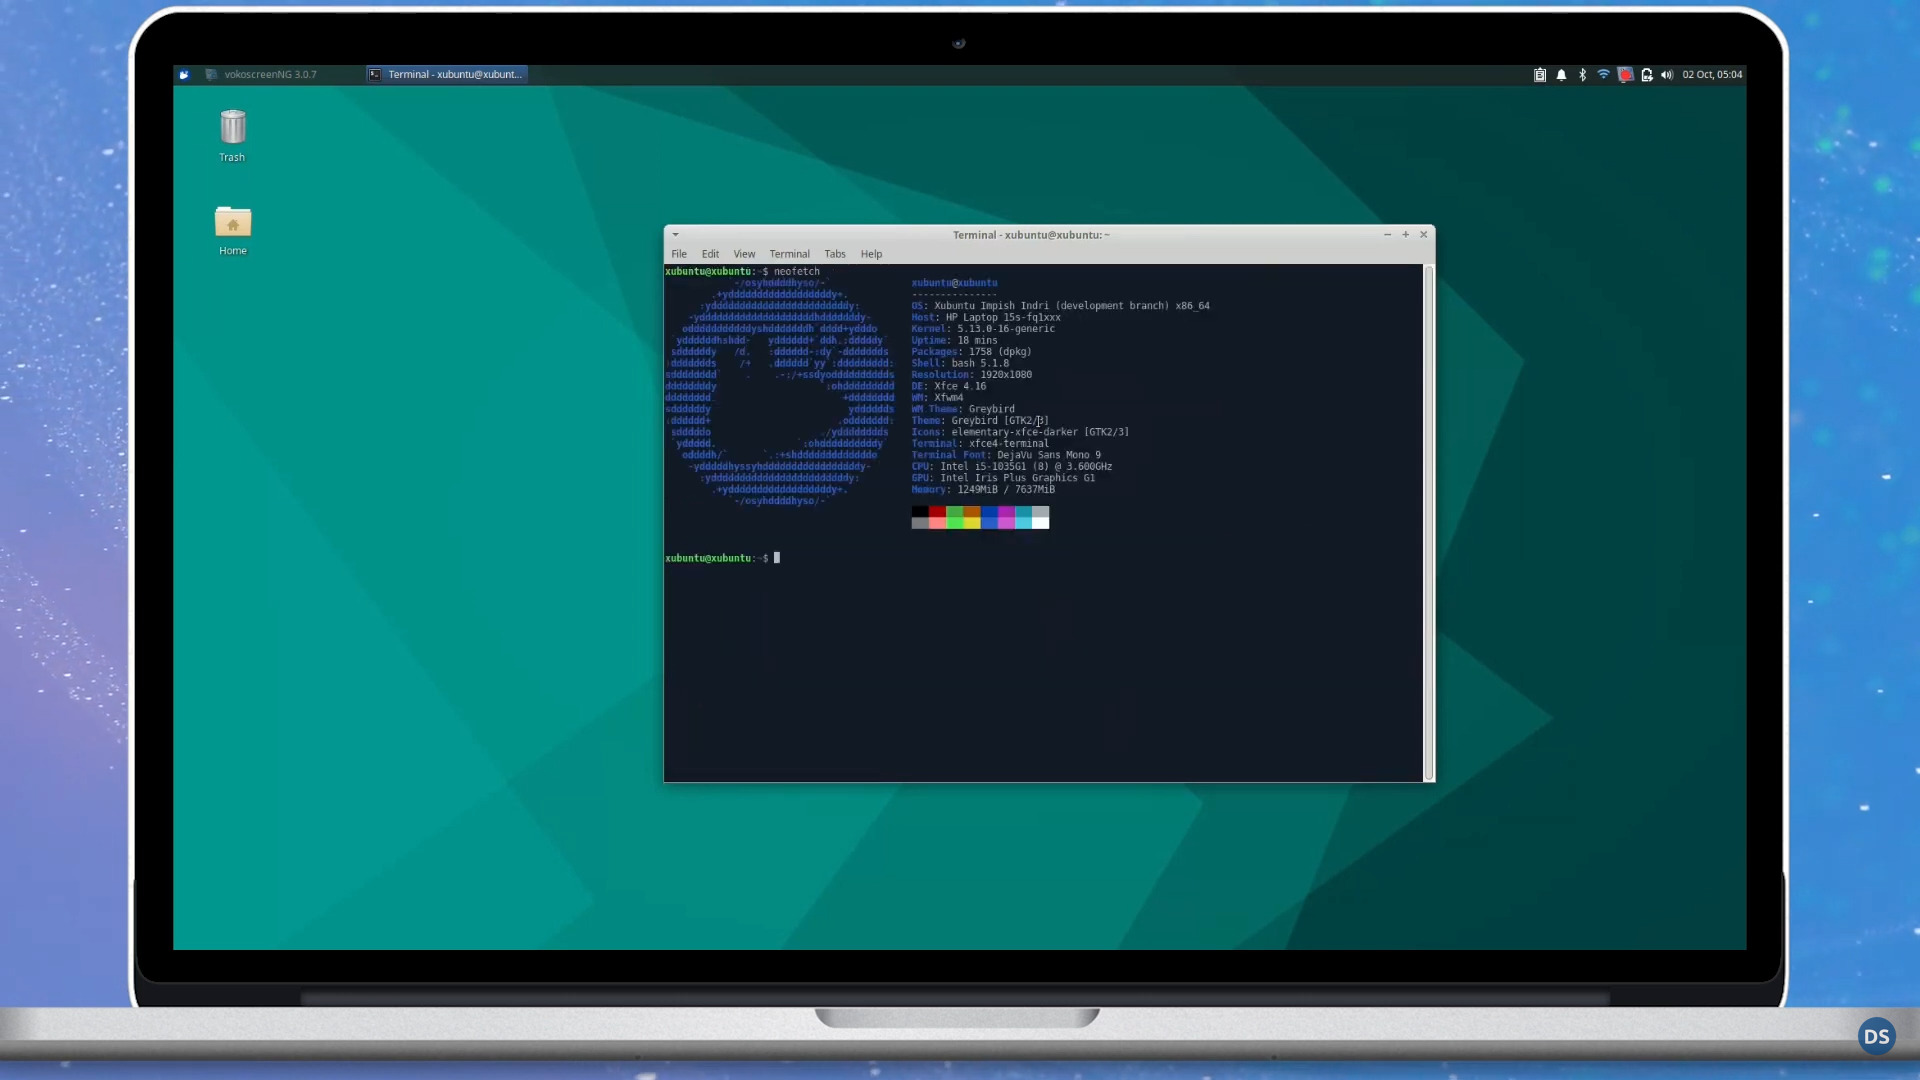 vokoscreenNG 3.0.7
Terminal - xubuntu@xubunt...
02 Oct, 05:04
Trash
Home
Terminal - xubuntu@xubuntu: ~
File Edit View Terminal Tabs Help
xubuntu@xubuntu:~$ neofetch
xubuntu@xubuntu
---------------
OS: Xubuntu Impish Indri (development branch) x86_64
Host: HP Laptop 15s-fq1xxx
Kernel: 5.13.0-16-generic
Uptime: 18 mins
Packages: 1758 (dpkg)
Shell: bash 5.1.8
Resolution: 1920x1080
DE: Xfce 4.16
WM: Xfwm4
WM Theme: Greybird
Theme: Greybird [GTK2/3]
Icons: elementary-xfce-darker [GTK2/3]
Terminal: xfce4-terminal
Terminal Font: DejaVu Sans Mono 9
CPU: Intel i5-1035G1 (8) @ 3.600GHz
GPU: Intel Iris Plus Graphics G1
Memory: 1249MiB / 7637MiB
xubuntu@xubuntu:~$
DS